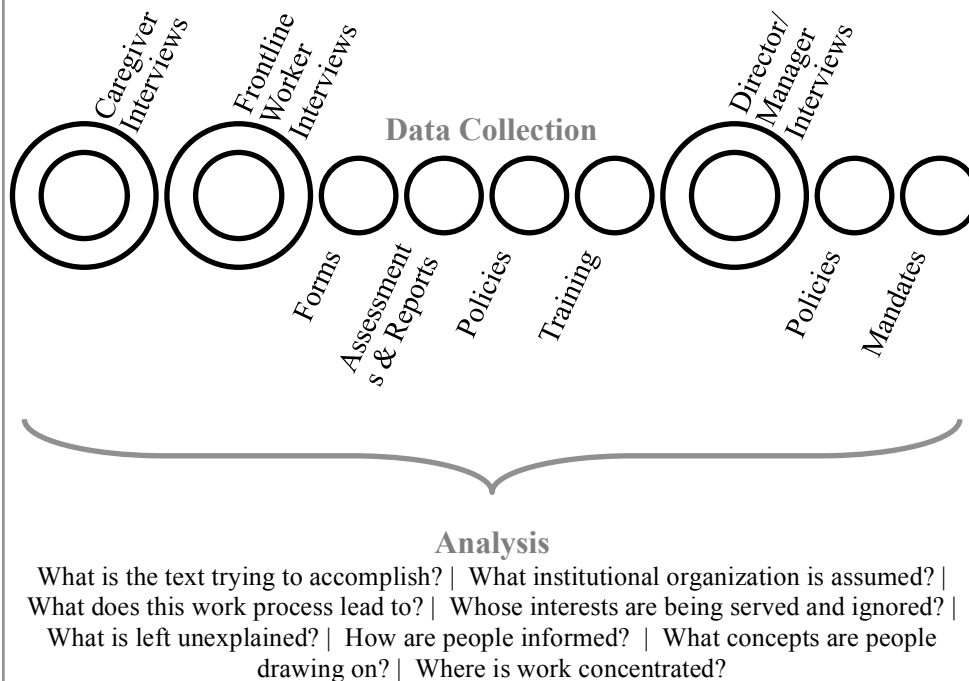 Caregiver
Interviews
Frontline
Worker
Interviews
Director/
Manager
Interviews
Data Collection
Forms
Assessment
s & Reports
Policies
Training
Policies
Mandates
Analysis
What is the text trying to accomplish? | What institutional organization is assumed? |
What does this work process lead to? | Whose interests are being served and ignored? |
What is left unexplained? | How are people informed? | What concepts are people
drawing on? | Where is work concentrated?